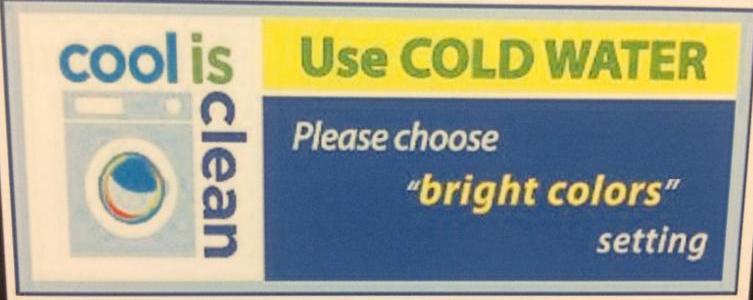 cool is
clean
Use COLD WATER
Please choose
"bright colors"
setting